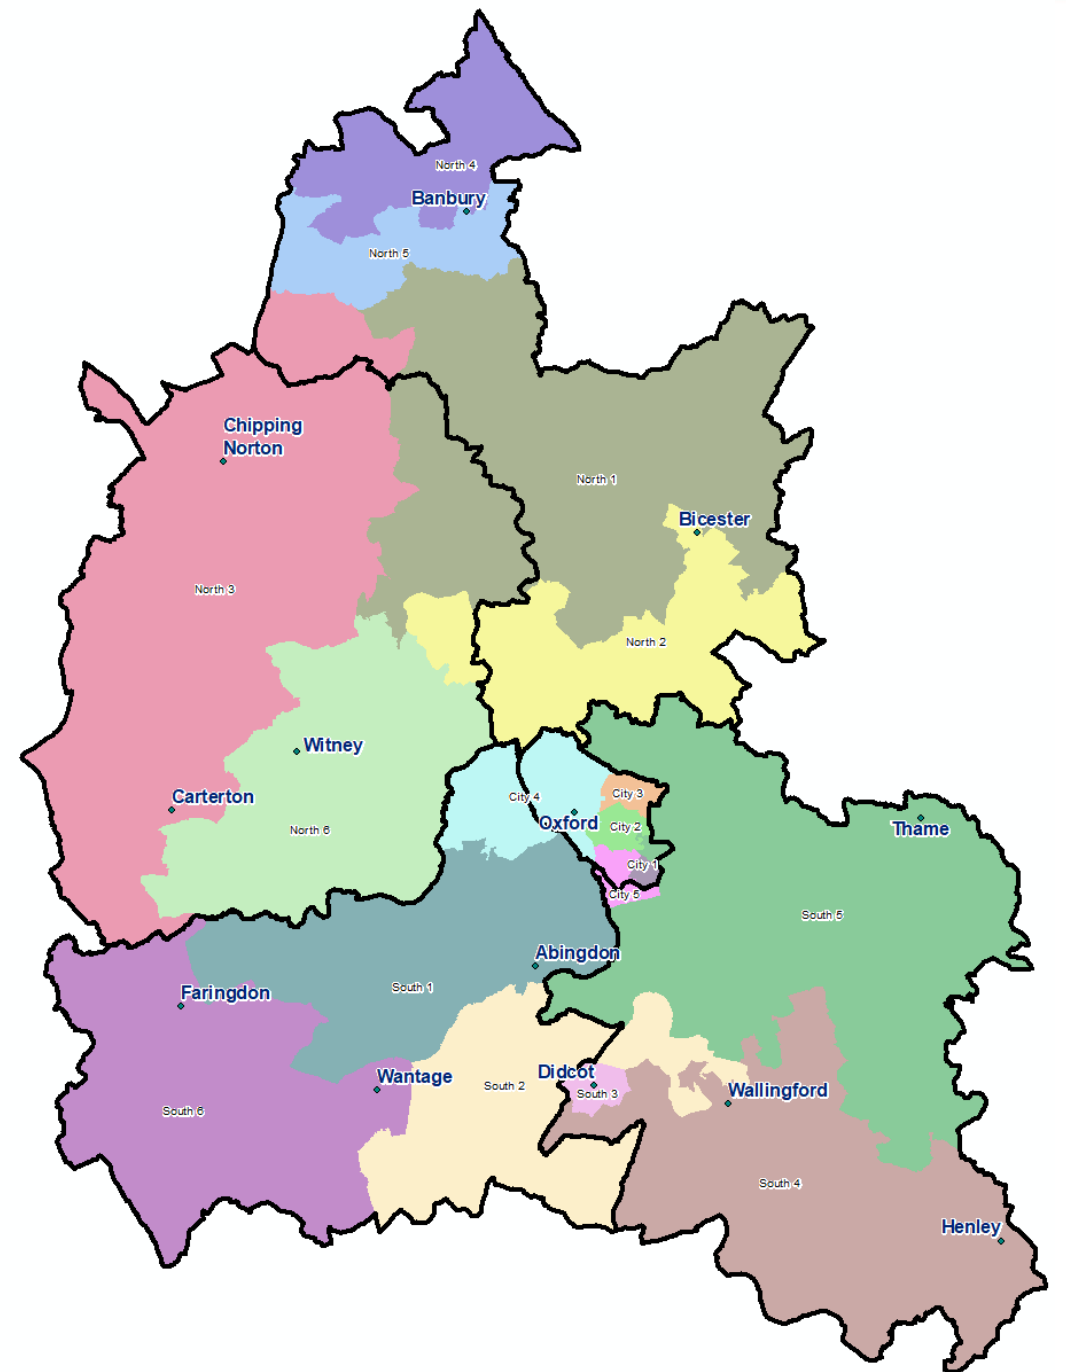 North 4
Banbury
North 5
Chipping
Norton
North 1
Bicester
North 3
North 2
Witney
Carterton
City 4
City 3
Oxford
City 2
Thame
North 6
City 1
City 5
South 5
Abingdon
South 1
Faringdon
Didcot
Wantage
South 2
South 3
Wallingford
South 6
South 4
Henley